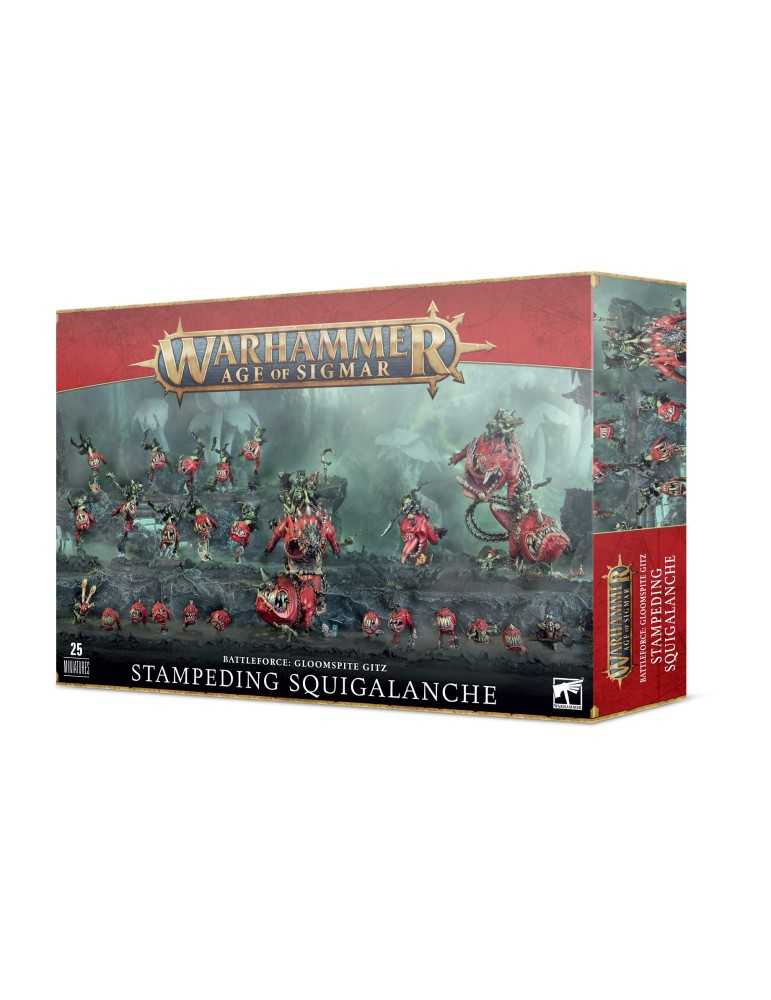 WARHAMMER
AGE OF SIGMAR
25
MINIATURES
BATTLEFORCE: GLOOMSPITE GITZ
STAMPEDING SQUIGALANCHE
WARHAMMER
WARHAMMER
AGE OF SIGMAR
BATTLEFORCE: GLOOMSPITE GITZ
STAMPEDING
SQUIGALANCHE